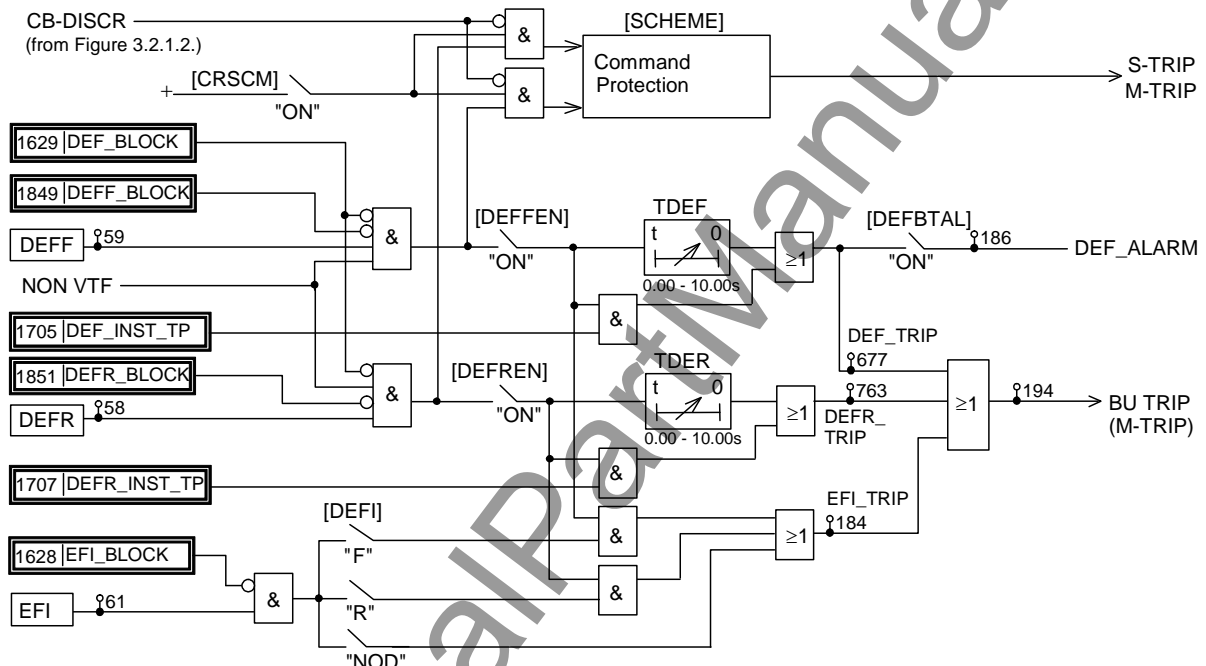 CB-DISCR
(from Figure 3.2.1.2.)
&
[SCHEME]
Command
Protection
S-TRIP
M-TRIP
+
[CRSCM]
"ON"
&
1629 DEF_BLOCK
1849 DEFF_BLOCK
DEFF
59
NON VTF
&
[DEFFEN]
"ON"
TDEF
t 0
0.00 - 10.00s
≥1
[DEFBTAL]
"ON"
186
DEF_ALARM
1705 DEF_INST_TP
&
1851 DEFR_BLOCK
DEFR
58
&
[DEFREN]
"ON"
TDER
t 0
0.00 - 10.00s
≥1
DEF_TRIP
677
763
DEFR_
TRIP
≥1
194
BU TRIP
(M-TRIP)
1707 DEFR_INST_TP
&
[DEFI]
"F"
&
EFI_TRIP
184
≥1
1628 EFI_BLOCK
EFI
61
&
"R"
&
"NOD"
alPartManua